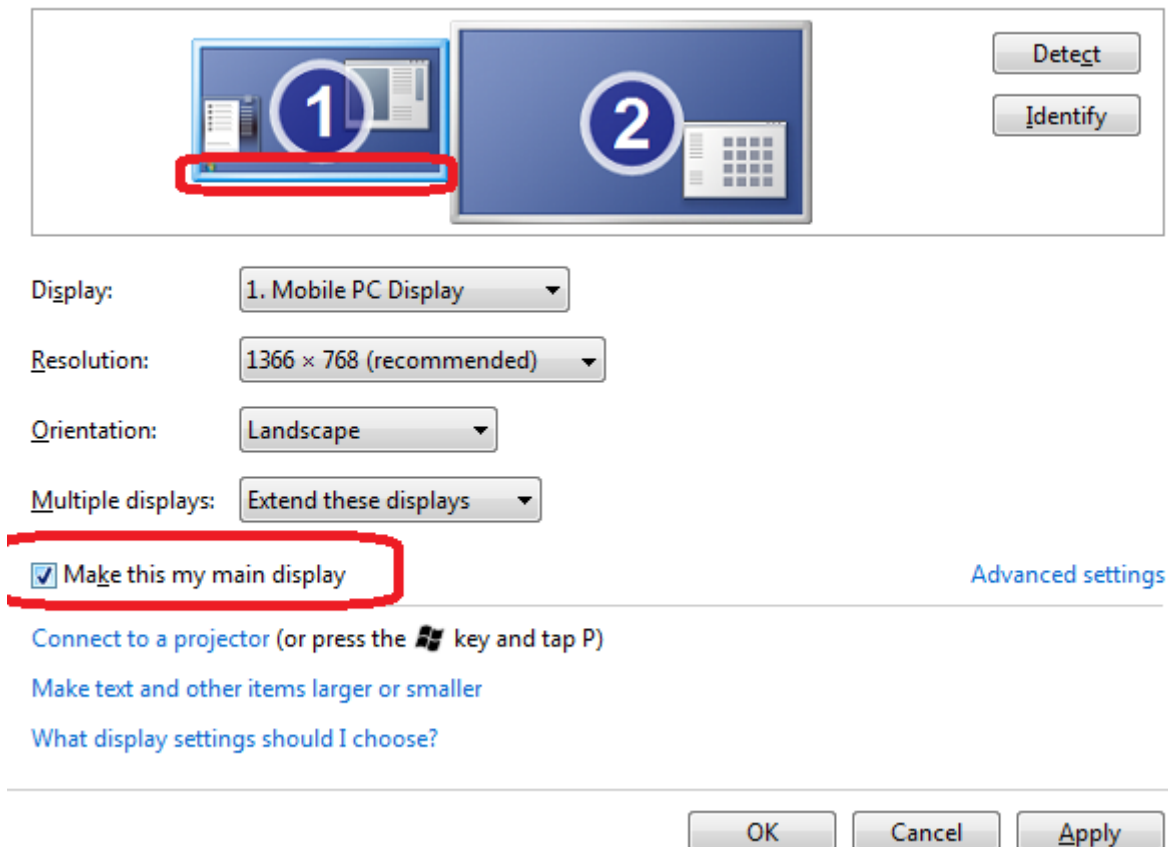 1
2
Detect
Identify
Display:
1. Mobile PC Display
Resolution:
1366 × 768 (recommended)
Orientation:
Landscape
Multiple displays:
Extend these displays
Make this my main display
Advanced settings
Connect to a projector (or press the key and tap P)
Make text and other items larger or smaller
What display settings should I choose?
OK
Cancel
Apply